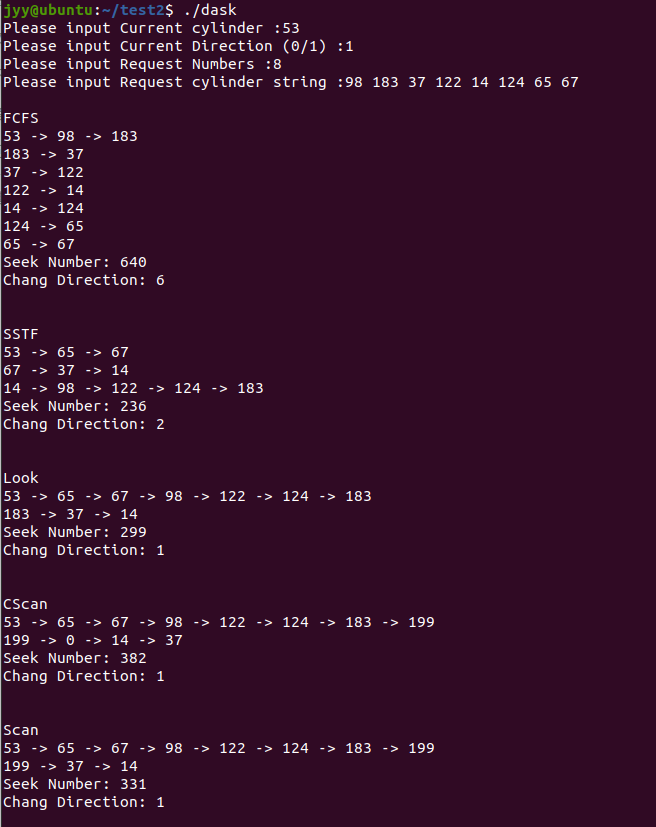 jyy@ubuntu:~/test2$ ./dask
Please input Current cylinder :53
Please input Current Direction (0/1) :1
Please input Request Numbers :8
Please input Request cylinder string :98 183 37 122 14 124 65 67
FCFS
53 -> 98 -> 183
183 -> 37
37 -> 122
122 -> 14
14 -> 124
124 -> 65
65 -> 67
Seek Number: 640
Chang Direction: 6
SSTF
53 -> 65 -> 67
67 -> 37 -> 14
14 -> 98 -> 122 -> 124 -> 183
Seek Number: 236
Chang Direction: 2
Look
53 -> 65 -> 67 -> 98 -> 122 -> 124 -> 183
183 -> 37 -> 14
Seek Number: 299
Chang Direction: 1
CScan
53 -> 65 -> 67 -> 98 -> 122 -> 124 -> 183 -> 199
199 -> 0 -> 14 -> 37
Seek Number: 382
Chang Direction: 1
Scan
53 -> 65 -> 67 -> 98 -> 122 -> 124 -> 183 -> 199
199 -> 37 -> 14
Seek Number: 331
Chang Direction: 1